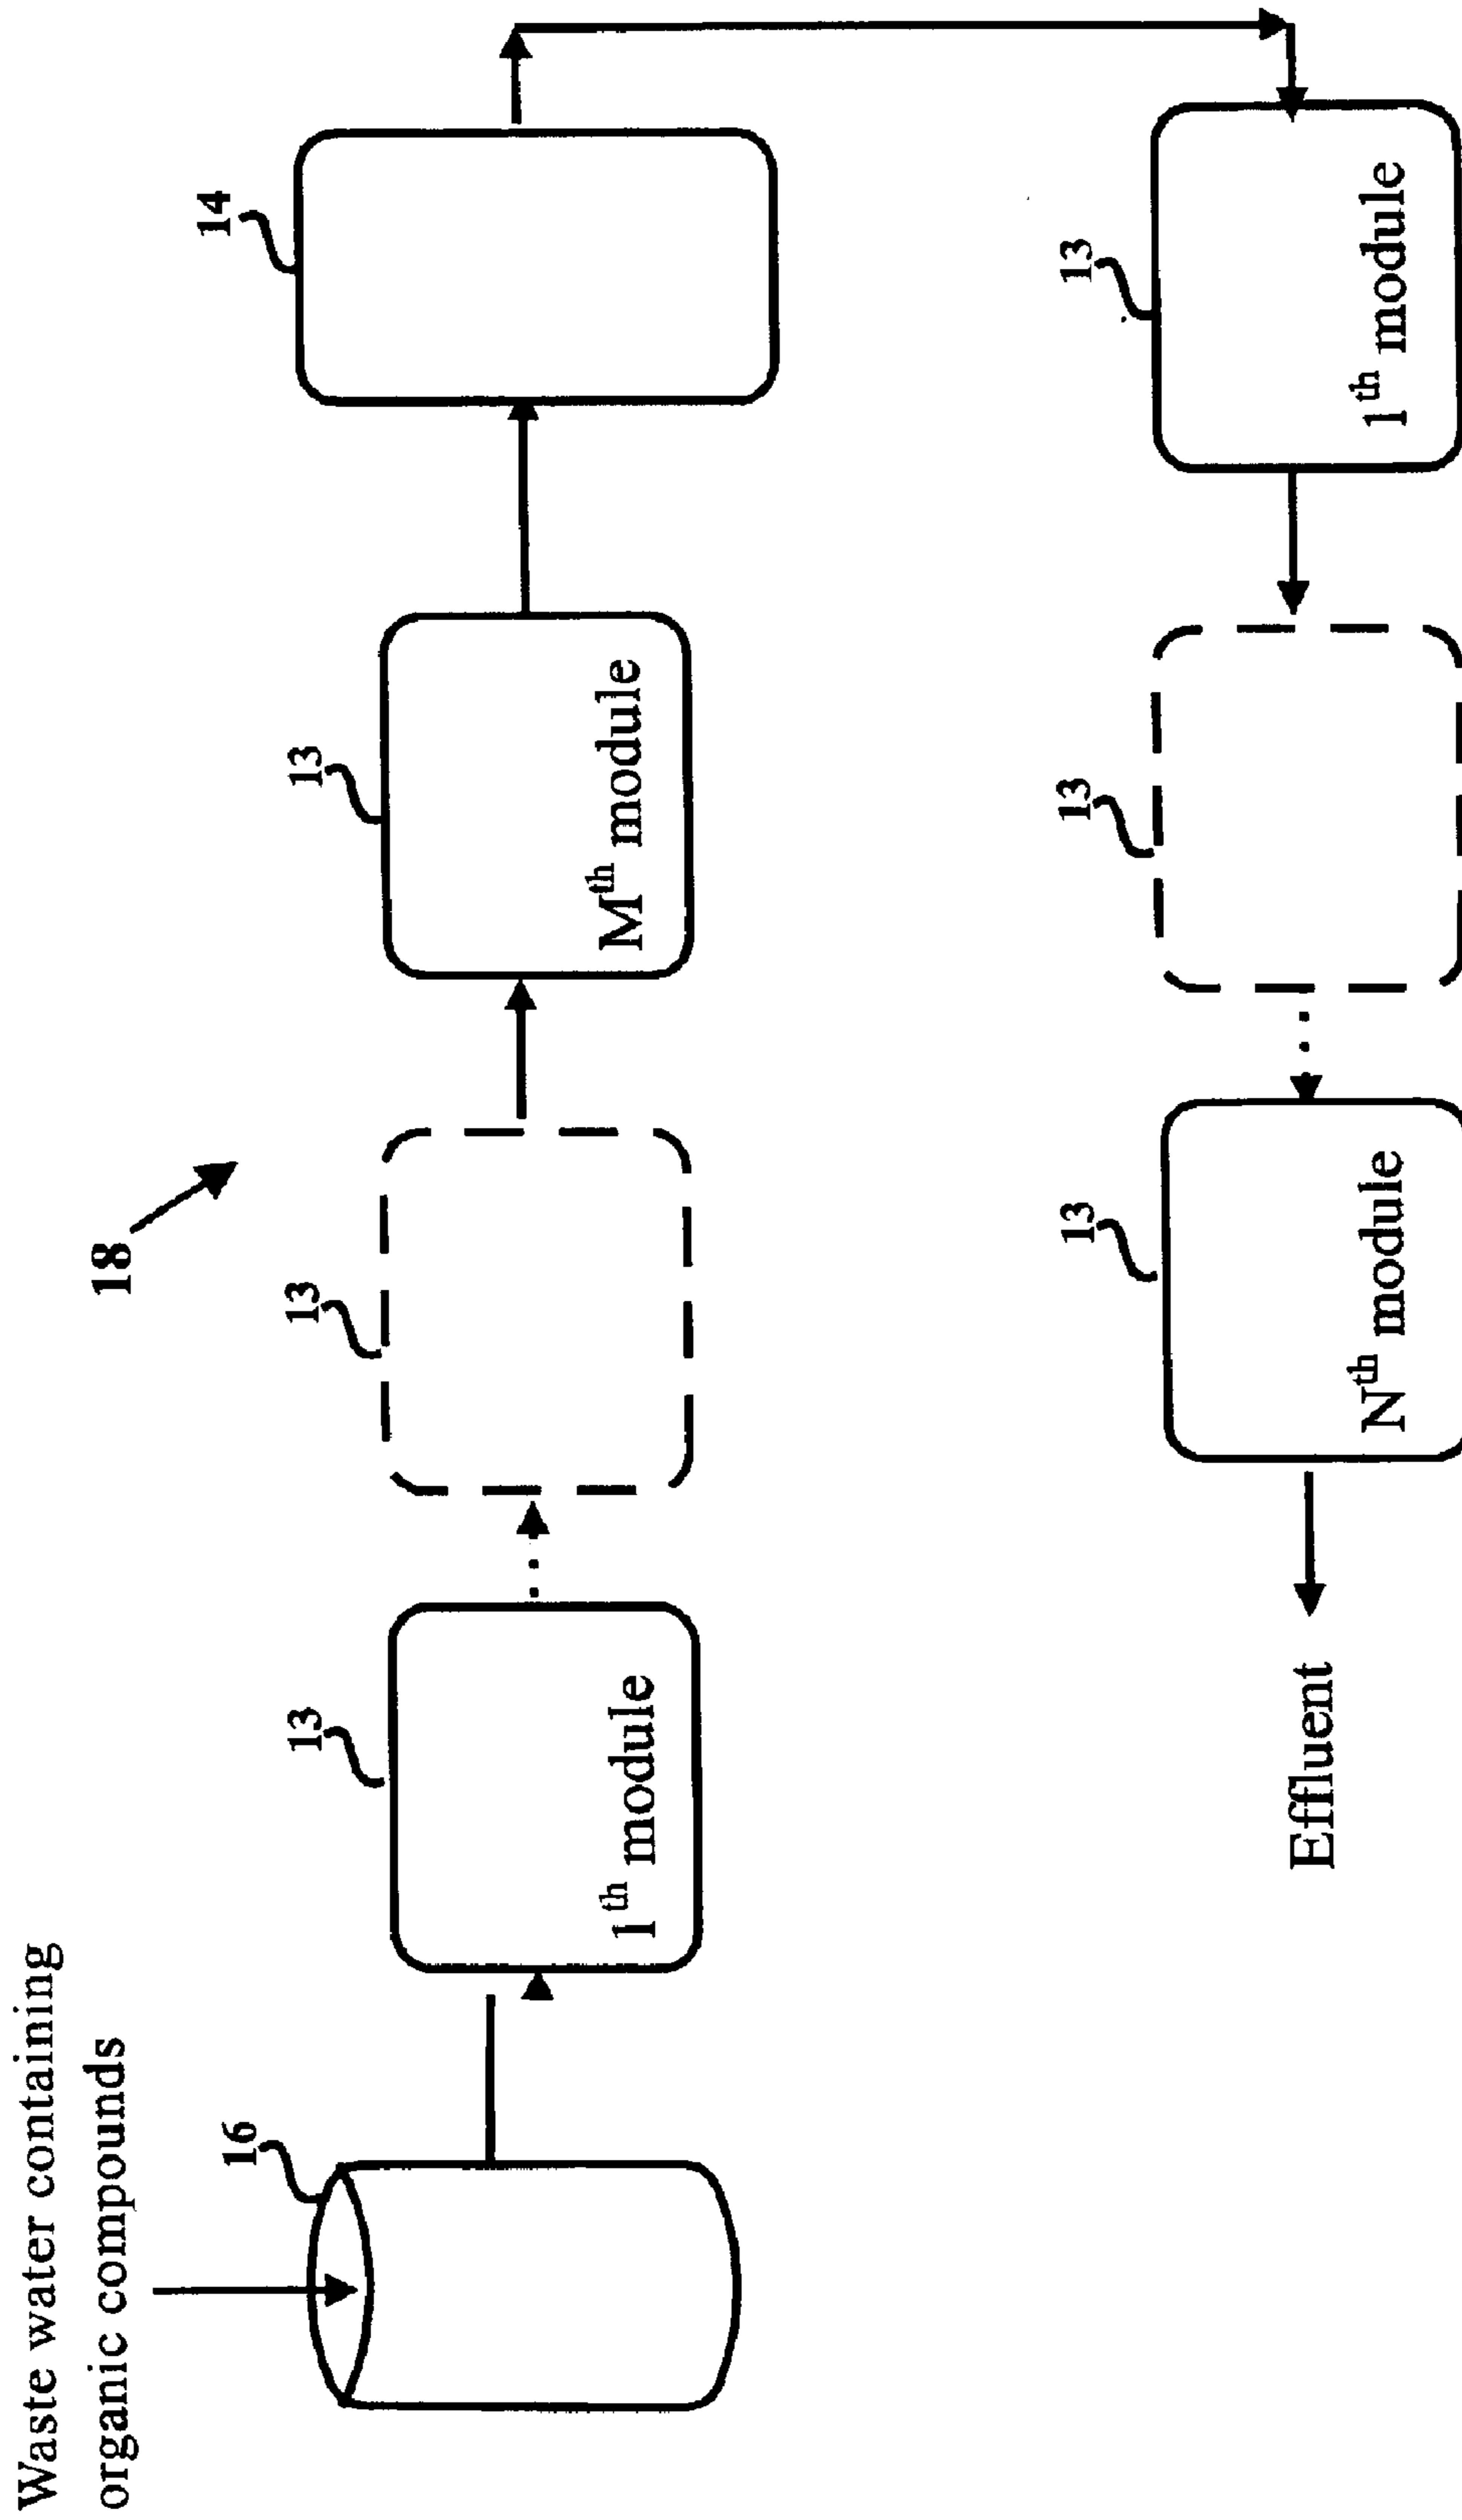 Waste water containing
organic compounds
16
18
13
1th module
13
13
Mth module
14
13
1th module
13
13
Nth module
Effluent